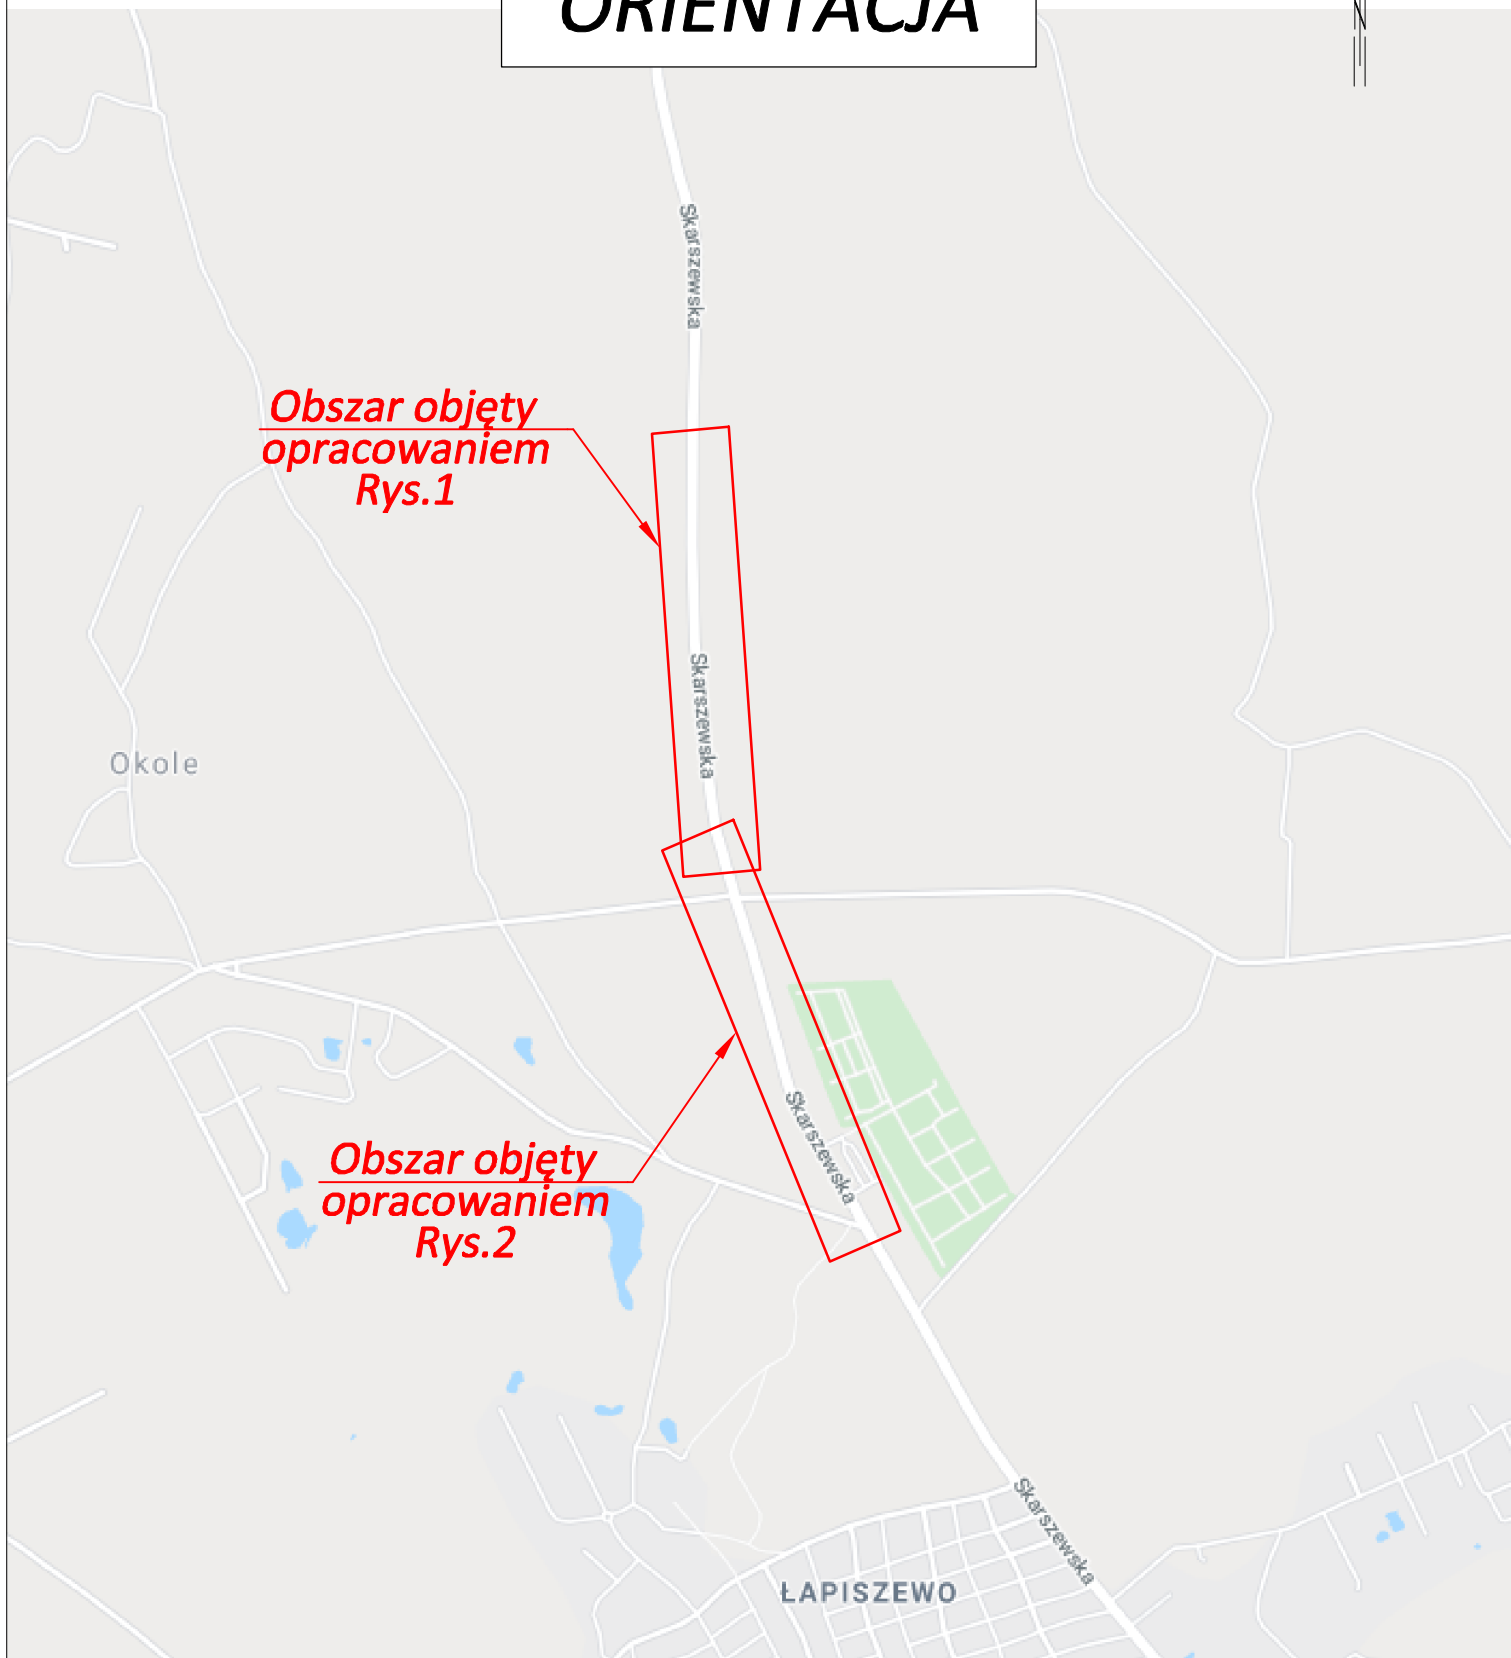 ORIENTACJA
N
Skarszewska
Obszar objęty
opracowaniem
Rys.1
Skarszewska
Okole
Skarszewska
Obszar objęty
opracowaniem
Rys.2
Skarszewska
ŁAPISZEWO